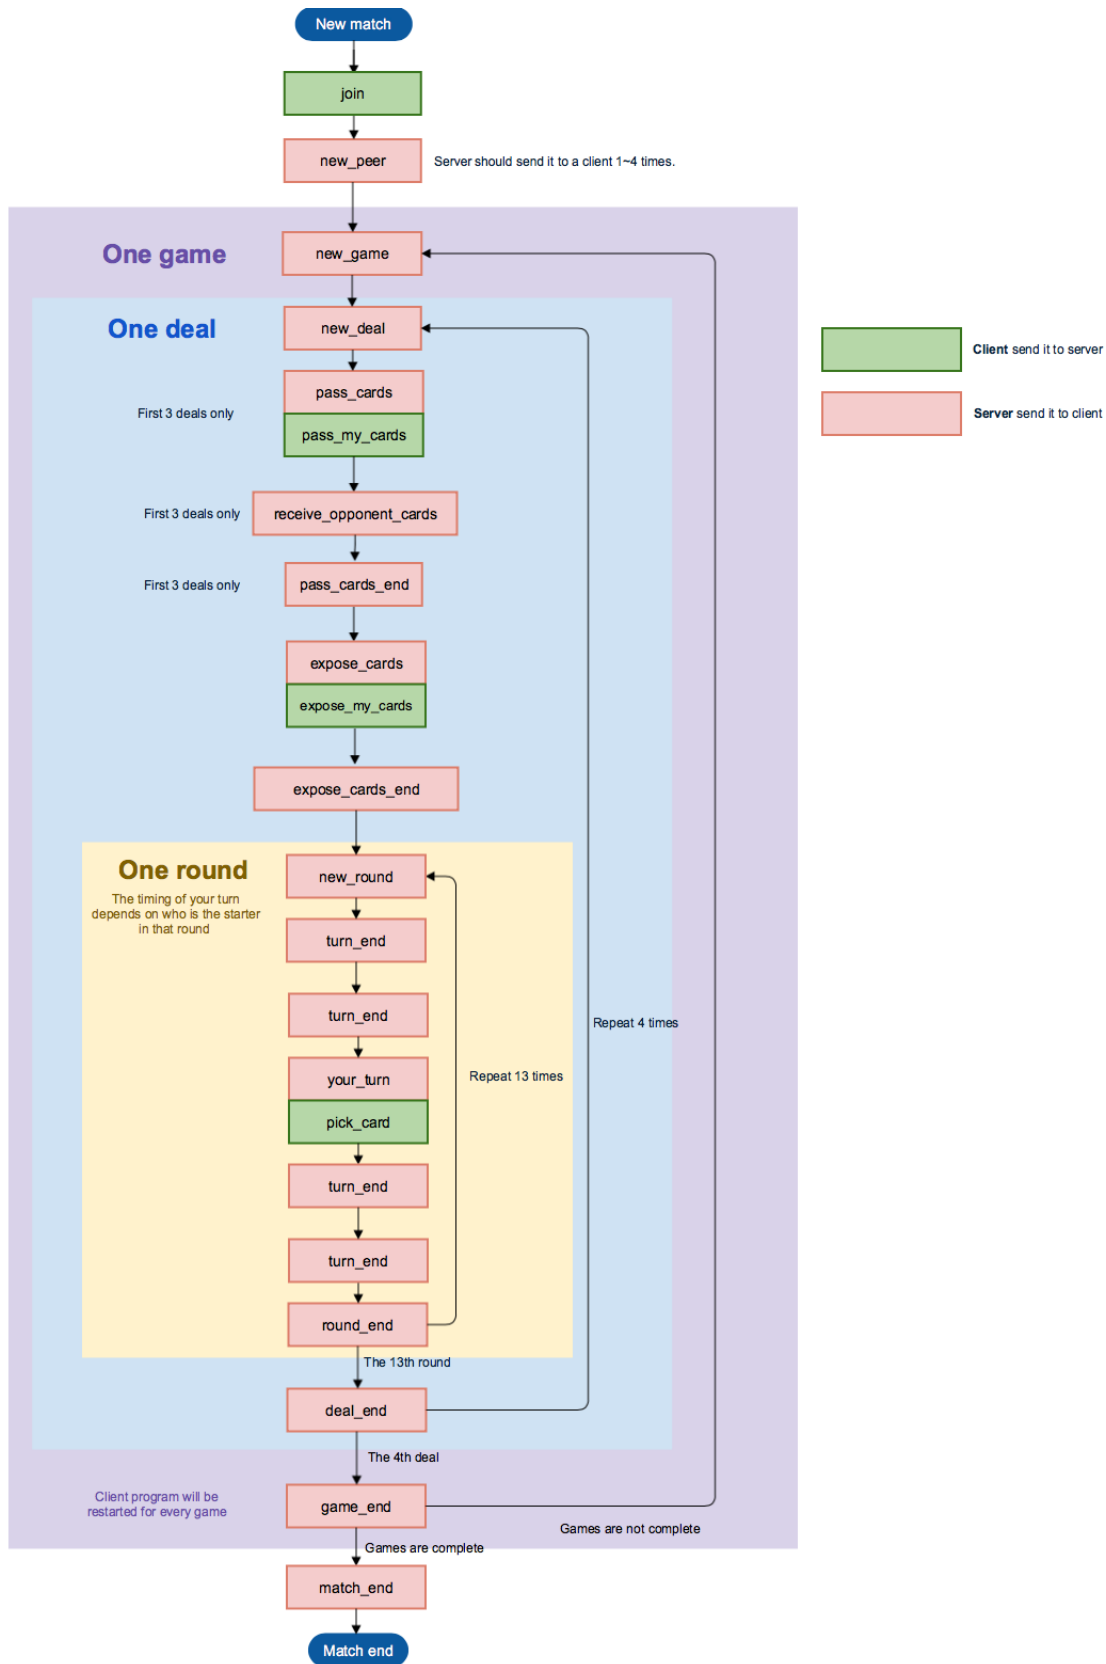 New match
join
new_peer
Server should send it to a client 1~4 times.
One game
new_game
One deal
new_deal
Client send it to server
pass_cards
First 3 deals only
Server send it to client
pass_my_cards
First 3 deals only
receive_opponent_cards
First 3 deals only
pass_cards_end
expose_cards
expose_my_cards
expose_cards_end
One round
The timing of your turn
depends on who is the starter
in that round
new_round
turn_end
turn_end
Repeat 4 times
your_turn
Repeat 13 times
pick_card
turn_end
turn_end
round_end
The 13th round
deal_end
The 4th deal
Client program will be
restarted for every game
game_end
Games are not complete
Games are complete
match_end
Match end